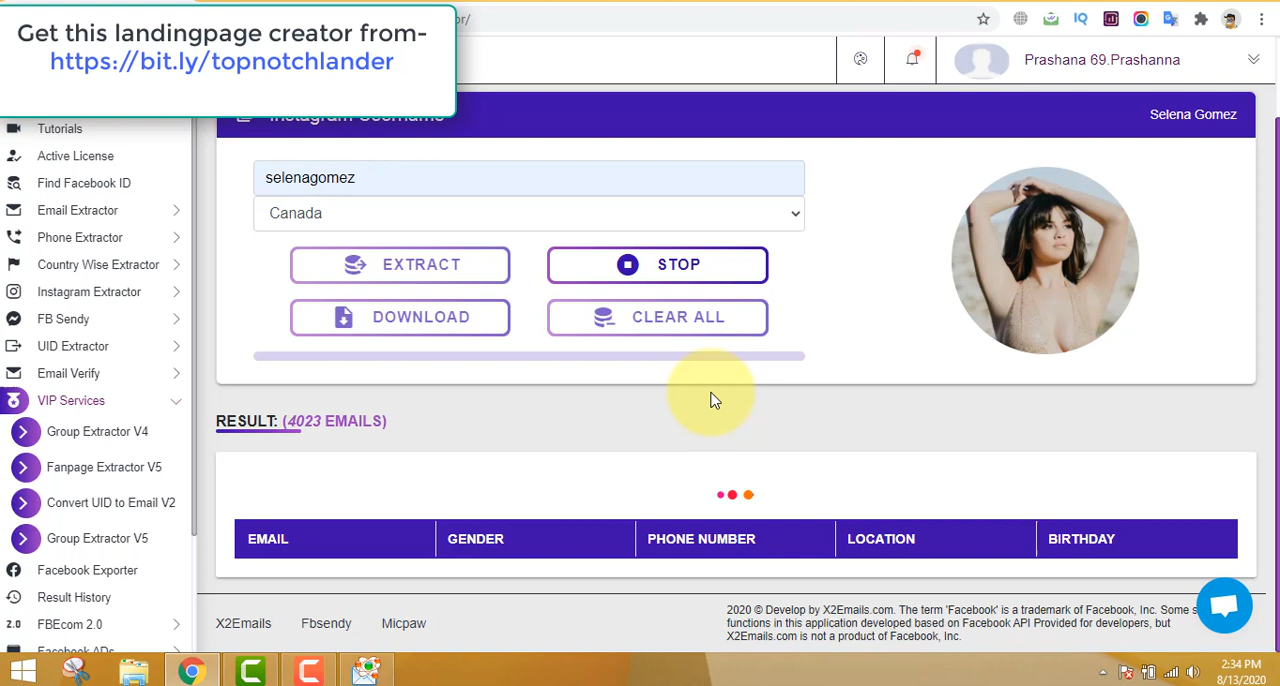 Get this landingpage creator from-
https://bit.ly/topnotchlander
or/
IQ
Prashana 69.Prashanna
Instagram Username
Selena Gomez
Tutorials
Active License
Find Facebook ID
Email Extractor
Phone Extractor
Country Wise Extractor
Instagram Extractor
FB Sendy
UID Extractor
Email Verify
VIP Services
Group Extractor V4
Fanpage Extractor V5
Convert UID to Email V2
Group Extractor V5
Facebook Exporter
Result History
2.0 FBEcom 2.0
Facebook ADs
selenagomez
Canada
EXTRACT
STOP
DOWNLOAD
CLEAR ALL
RESULT: (4023 EMAILS)
EMAIL GENDER PHONE NUMBER LOCATION BIRTHDAY
X2Emails Fbsendy Micpaw
2020 © Develop by X2Emails.com. The term 'Facebook' is a trademark of Facebook, Inc. Some
functions in this application developed based on Facebook API Provided for developers, but
X2Emails.com is not a product of Facebook, Inc.
2:34 PM
8/13/2020